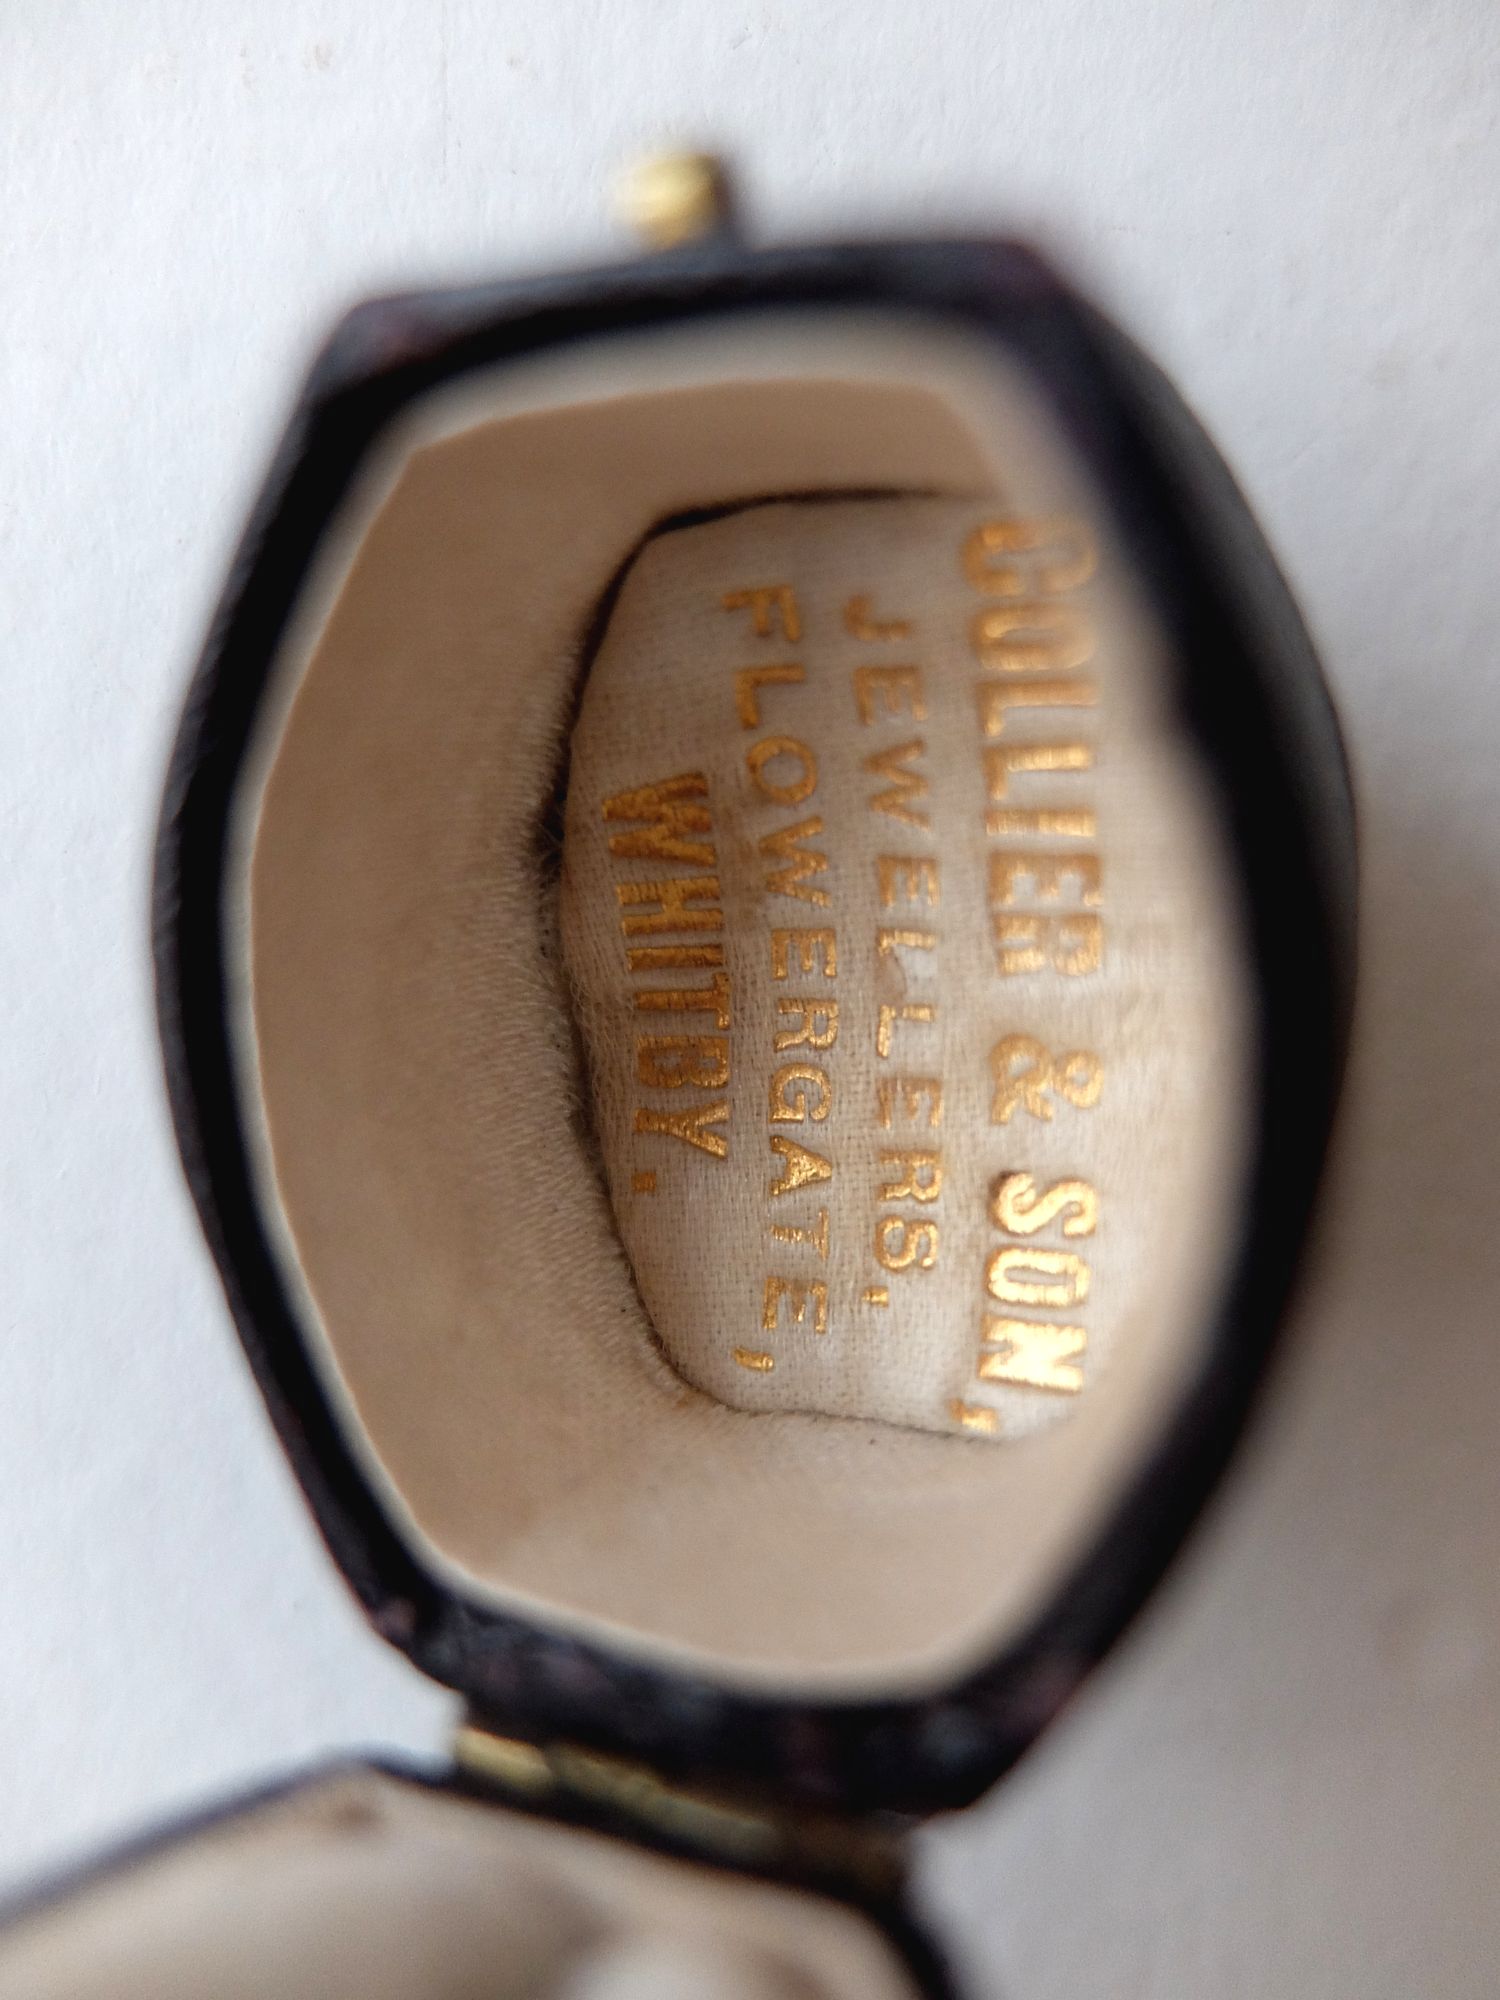 COLLIER & SON,
JEWELLERS,
FLOWERGATE,
WHITBY.